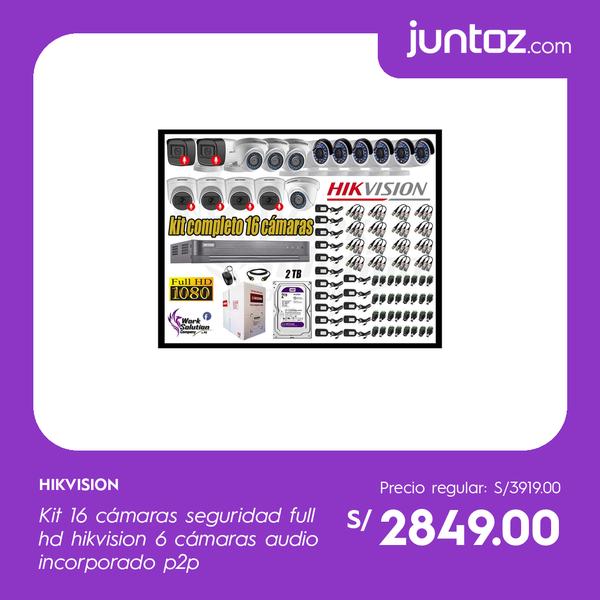 juntoz.com
HIKVISION
kit completo 16 cámaras
Full HD
1080
2 TB
Work
Solution
Company
HIKVISION
Precio regular: S/3919.00
Kit 16 cámaras seguridad full
hd hikvision 6 cámaras audio
incorporado p2p
S/ 2849.00